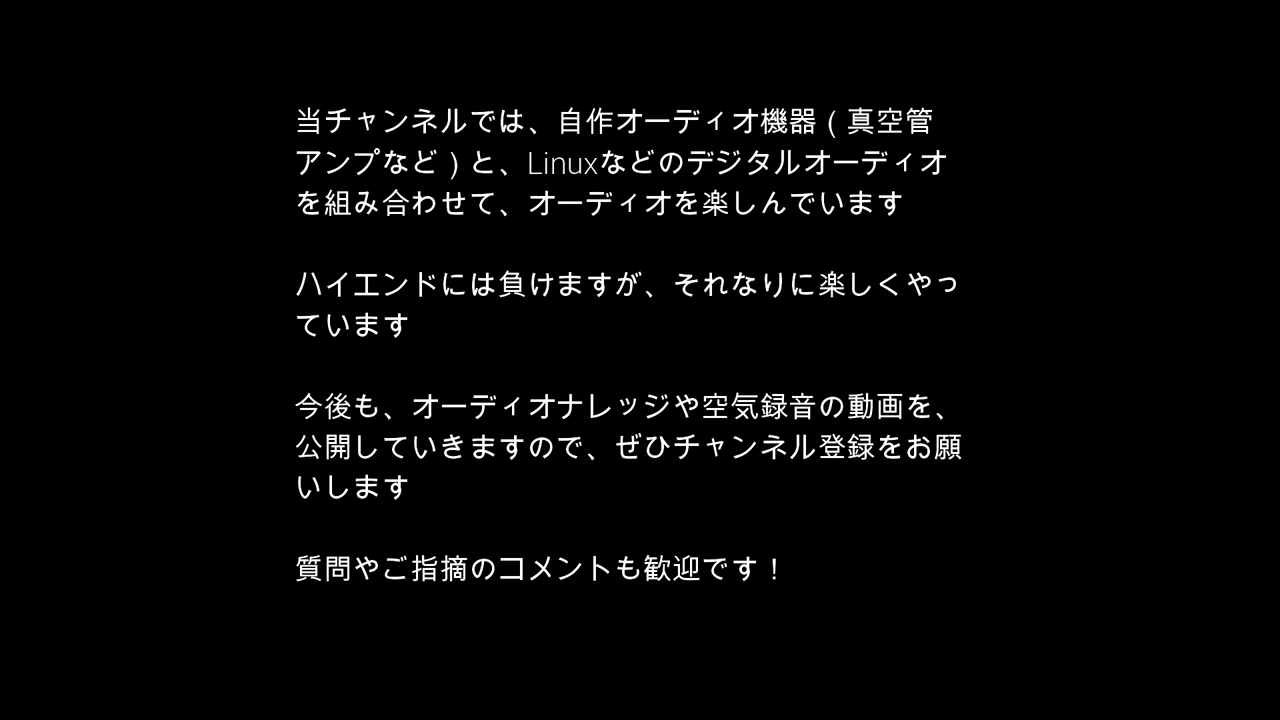 当チャンネルでは、自作オーディオ機器（真空管
アンプなど）と、Linuxなどのデジタルオーディオ
を組み合わせて、オーディオを楽しんでいます
ハイエンドには負けますが、それなりに楽しくやっ
ています
今後も、オーディオナレッジや空気録音の動画を、
公開していきますので、ぜひチャンネル登録をお願
いします
質問やご指摘のコメントも歓迎です！